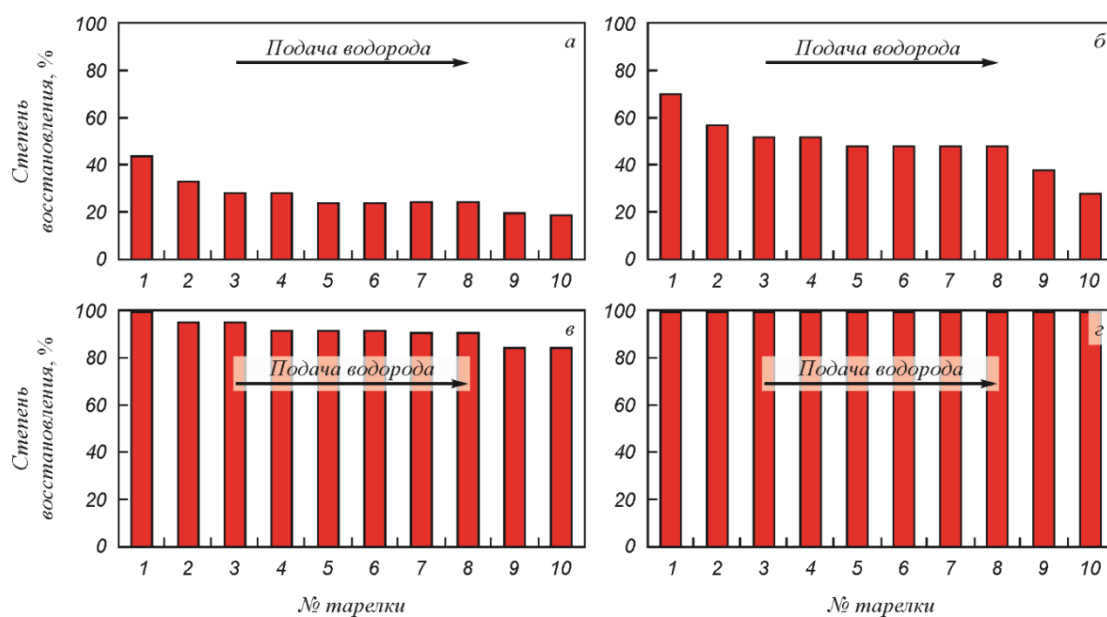 Степень
восстановления, %
100
80
60
40
20
0
Подача водорода
а
1 2 3 4 5 6 7 8 9 10
100
80
60
40
20
0
Подача водорода
б
1 2 3 4 5 6 7 8 9 10
Степень
восстановления, %
100
80
60
40
20
0
Подача водорода
в
1 2 3 4 5 6 7 8 9 10
№ тарелки
100
80
60
40
20
0
Подача водорода
г
1 2 3 4 5 6 7 8 9 10
№ тарелки